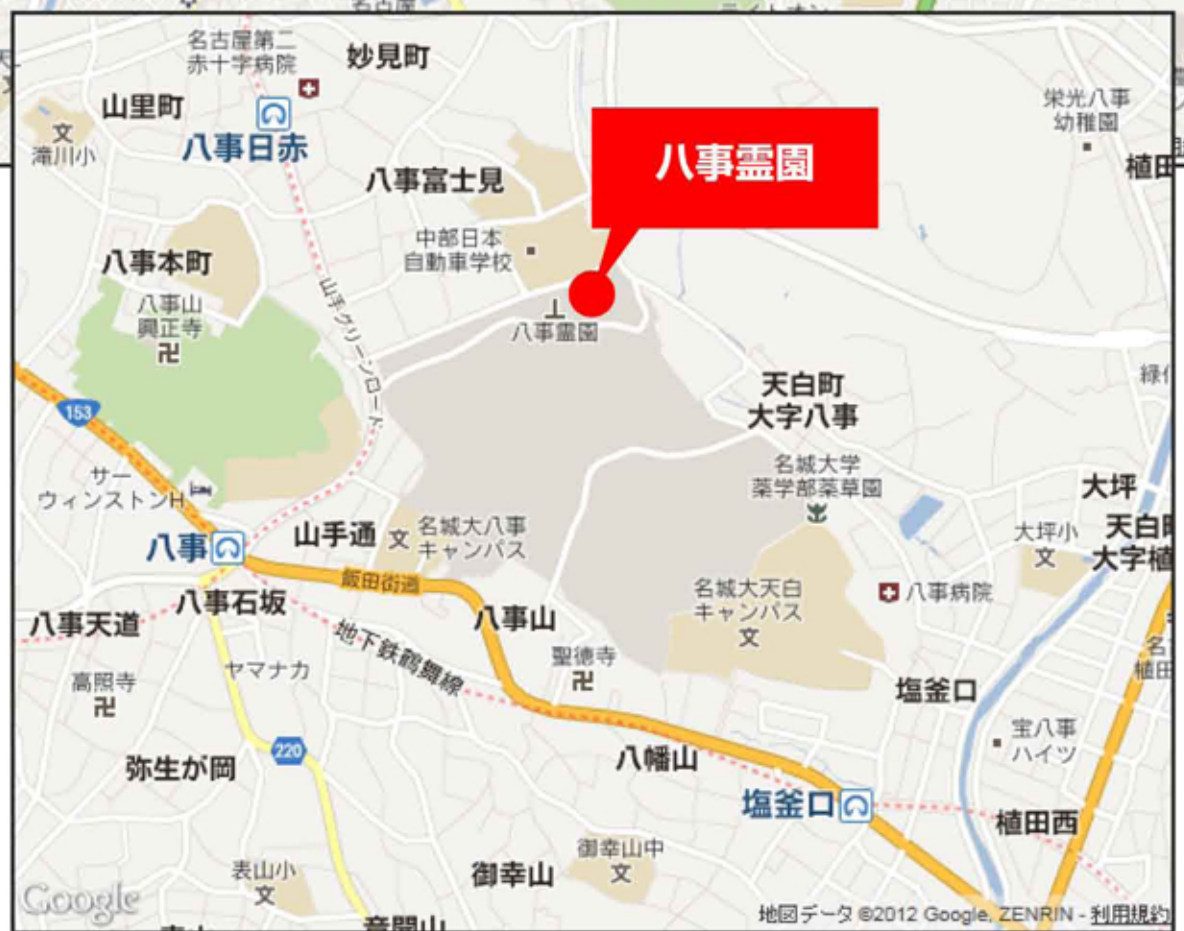 名古屋第二
赤十字病院
妙見町
山里町
文
滝川小
八事日赤
栄光八事
幼稚園
植田
八事霊園
八事富士見
中部日本
自動車学校
八事本町
八事山
興正寺
卍
山手グリーンロード
八事霊園
153
天白町
大字八事
緑
サー
ウィンストンH
名城大学
薬学部薬草園
大坪
山手通
文
名城大八事
キャンパス
大坪小
文
天白町
大字植
八事
飯田街道
名城大天白
キャンパス
文
八事病院
八事石坂
八事山
八事天道
地下鉄鶴舞線
聖徳寺
卍
ヤマナカ
高照寺
卍
塩釜口
植田
220
弥生が岡
八幡山
宝八事
ハイツ
塩釜口
植田西
表山小
文
御幸山
御幸山中
文
音聞山
Google
地図データ ©2012 Google, ZENRIN - 利用規約